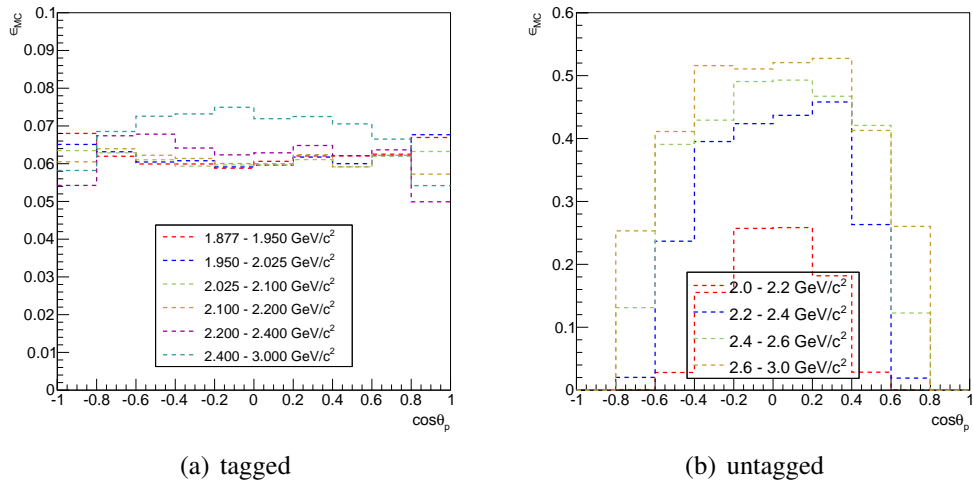 ϵMC
0.1
0.09
0.08
0.07
0.06
0.05
0.04
0.03
0.02
0.01
0
-1 -0.8 -0.6 -0.4 -0.2 0 0.2 0.4 0.6 0.8 1
cosθp
1.877 - 1.950 GeV/c²
1.950 - 2.025 GeV/c²
2.025 - 2.100 GeV/c²
2.100 - 2.200 GeV/c²
2.200 - 2.400 GeV/c²
2.400 - 3.000 GeV/c²
(a) tagged
ϵMC
0.6
0.5
0.4
0.3
0.2
0.1
0
-1 -0.8 -0.6 -0.4 -0.2 0 0.2 0.4 0.6 0.8 1
cosθp
2.0 - 2.2 GeV/c²
2.2 - 2.4 GeV/c²
2.4 - 2.6 GeV/c²
2.6 - 3.0 GeV/c²
(b) untagged